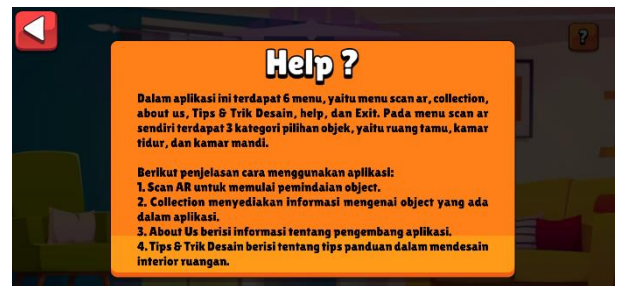 ?
Help ?
Dalam aplikasi ini terdapat 6 menu, yaitu menu scan ar, collection,
about us, Tips & Trik Desain, help, dan Exit. Pada menu scan ar
sendiri terdapat 3 kategori pilihan objek, yaitu ruang tamu, kamar
tidur, dan kamar mandi.
Berikut penjelasan cara menggunakan aplikasi:
1. Scan AR untuk memulai pemindaian object.
2. Collection menyediakan informasi mengenai object yang ada
dalam aplikasi.
3. About Us berisi informasi tentang pengembang aplikasi.
4. Tips & Trik Desain berisi tentang tips panduan dalam mendesain
interior ruangan.